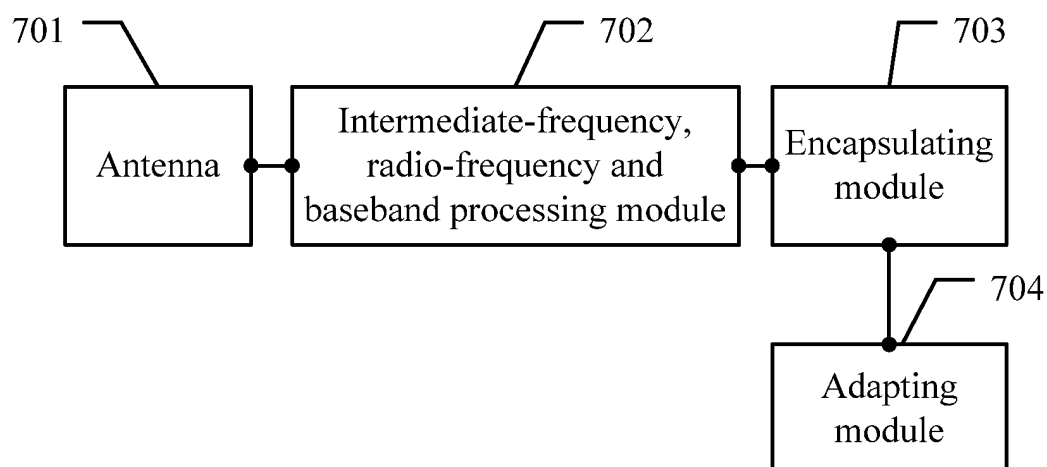 701
702
703
Antenna
Intermediate-frequency,
radio-frequency and
baseband processing module
Encapsulating
module
704
Adapting
module